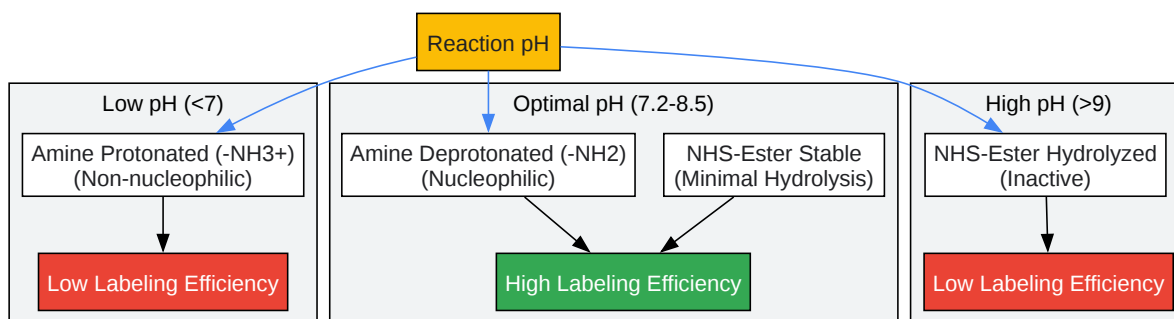 Reaction pH
Low pH (<7)
Amine Protonated (-NH3+)
(Non-nucleophilic)
Low Labeling Efficiency
Optimal pH (7.2-8.5)
Amine Deprotonated (-NH2)
(Nucleophilic)
NHS-Ester Stable
(Minimal Hydrolysis)
High Labeling Efficiency
High pH (>9)
NHS-Ester Hydrolyzed
(Inactive)
Low Labeling Efficiency